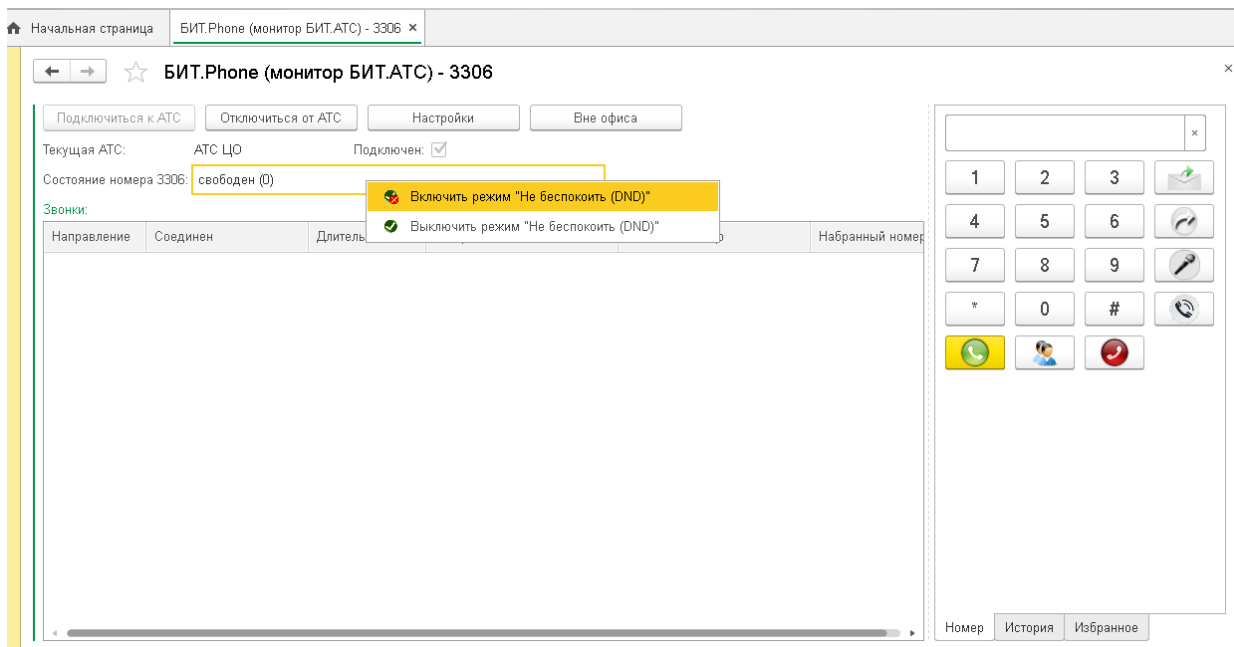 Начальная страница
БИТ.Phone (монитор БИТ.АТС) - 3306 ×
БИТ.Phone (монитор БИТ.АТС) - 3306
Подключиться к АТС
Отключиться от АТС
Настройки
Вне офиса
Текущая АТС: АТС ЦО Подключен:
Состояние номера 3306: свободен (0)
Включить режим "Не беспокоить (DND)"
Выключить режим "Не беспокоить (DND)"
Звонки:
Направление Соединен Длитель Набранный номер
1 2 3
4 5 6
7 8 9
* 0 #
Номер История Избранное